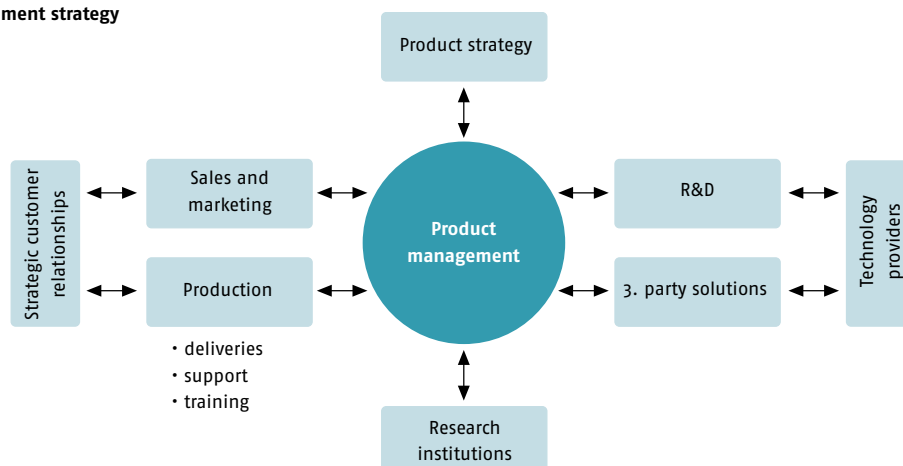 ment strategy
Product strategy
Strategic customer
relationships
Sales and
marketing
Production
• deliveries
• support
• training
Product
management
R&D
3. party solutions
Technology
providers
Research
institutions